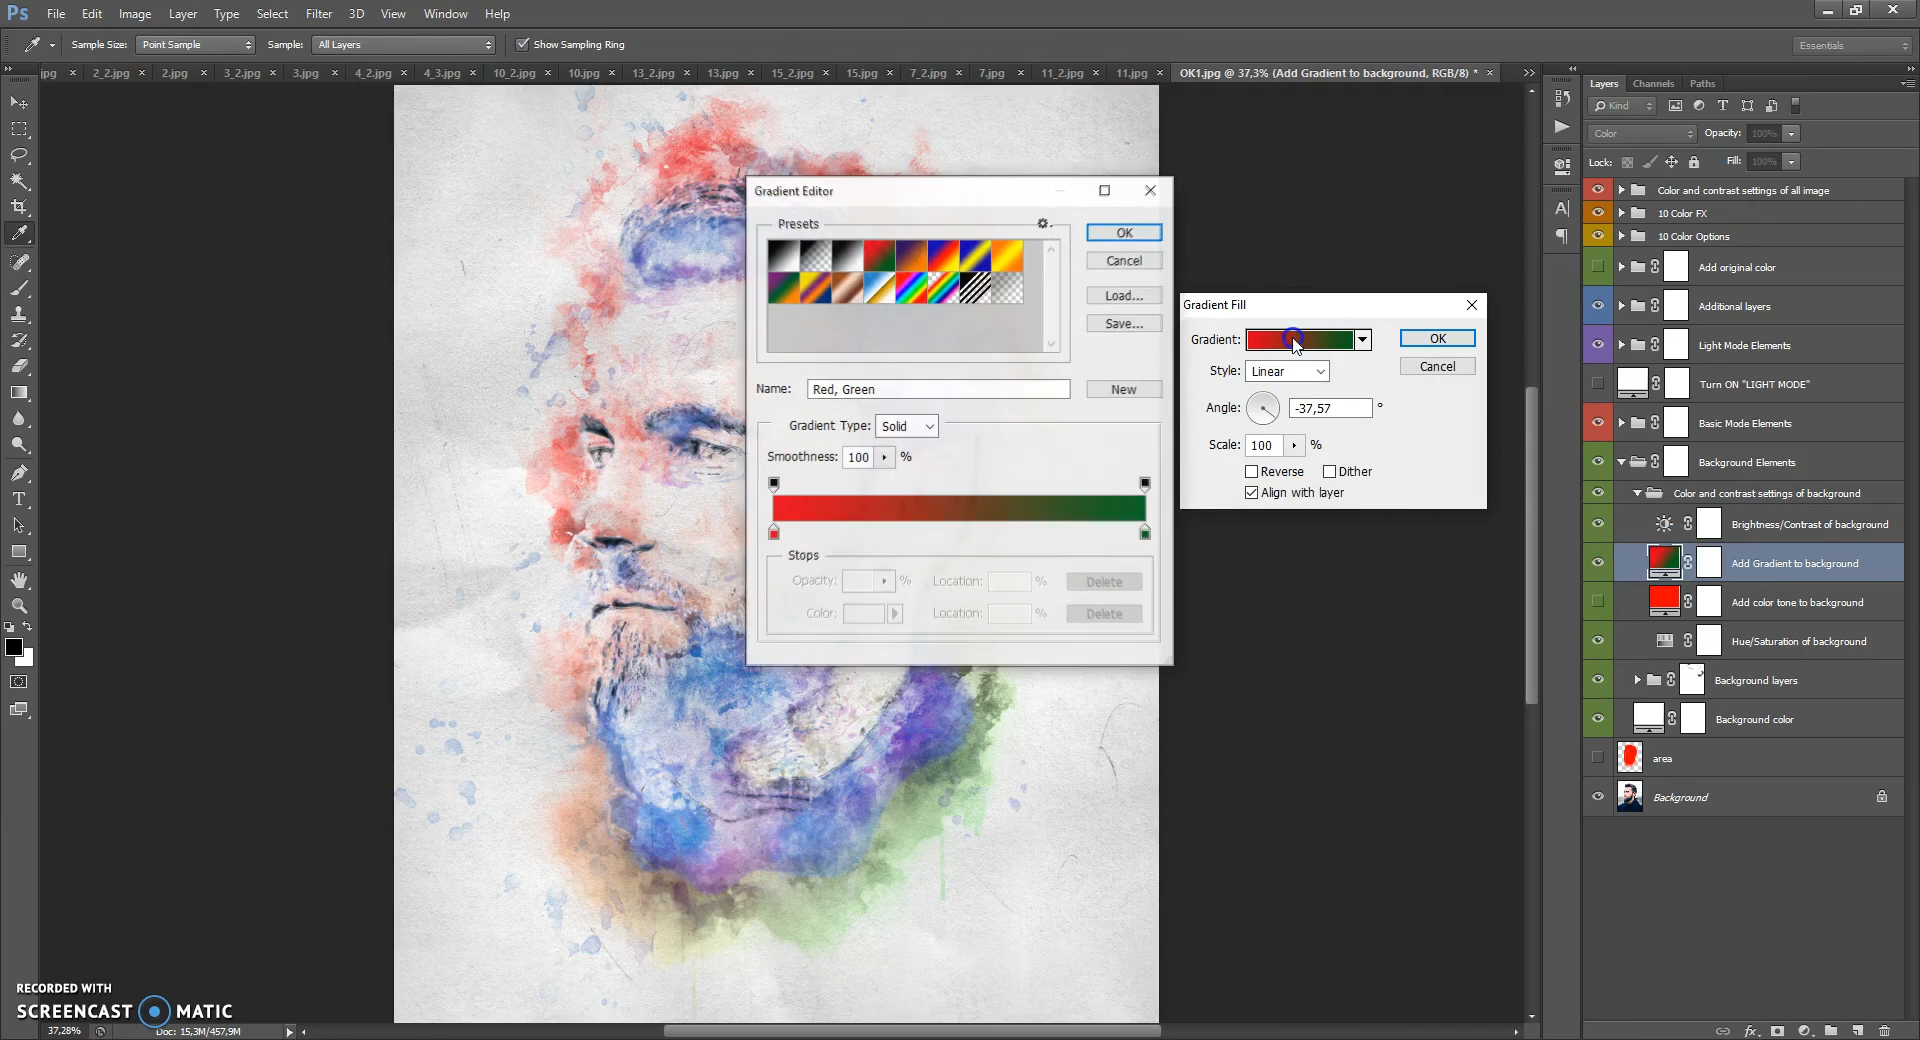 Ps File Edit Image Layer Type Select Filter 3D View Window Help
Sample Size: Point Sample Sample: All Layers Show Sampling Ring Essentials
jpg × 2_2.jpg × 2.jpg × 3_2.jpg × 3.jpg × 4_2.jpg × 4_3.jpg × 10_2.jpg × 10.jpg × 13_2.jpg × 13.jpg × 15_2.jpg × 15.jpg × 7_2.jpg × 7.jpg × 11_2.jpg × 11.jpg × OK1.jpg @ 37,3% (Add Gradient to background, RGB/8) * ×
Gradient Editor
Presets
OK
Cancel
Load...
Save...
Name: Red, Green New
Gradient Type: Solid
Smoothness: 100 %
Stops
Opacity: % Location: % Delete
Color: Location: % Delete
Gradient Fill
Gradient: OK
Style: Linear Cancel
Angle: -37,57 °
Scale: 100 %
Reverse Dither
Align with layer
Layers Channels Paths
Kind
Color Opacity: 100%
Lock: Fill: 100%
Color and contrast settings of all image
10 Color FX
10 Color Options
Add original color
Additional layers
Light Mode Elements
Turn ON "LIGHT MODE"
Basic Mode Elements
Background Elements
Color and contrast settings of background
Brightness/Contrast of background
Add Gradient to background
Add color tone to background
Hue/Saturation of background
Background layers
Background color
area
Background
RECORDED WITH
SCREENCAST MATIC
37,28% Doc: 15,3M/457,9M